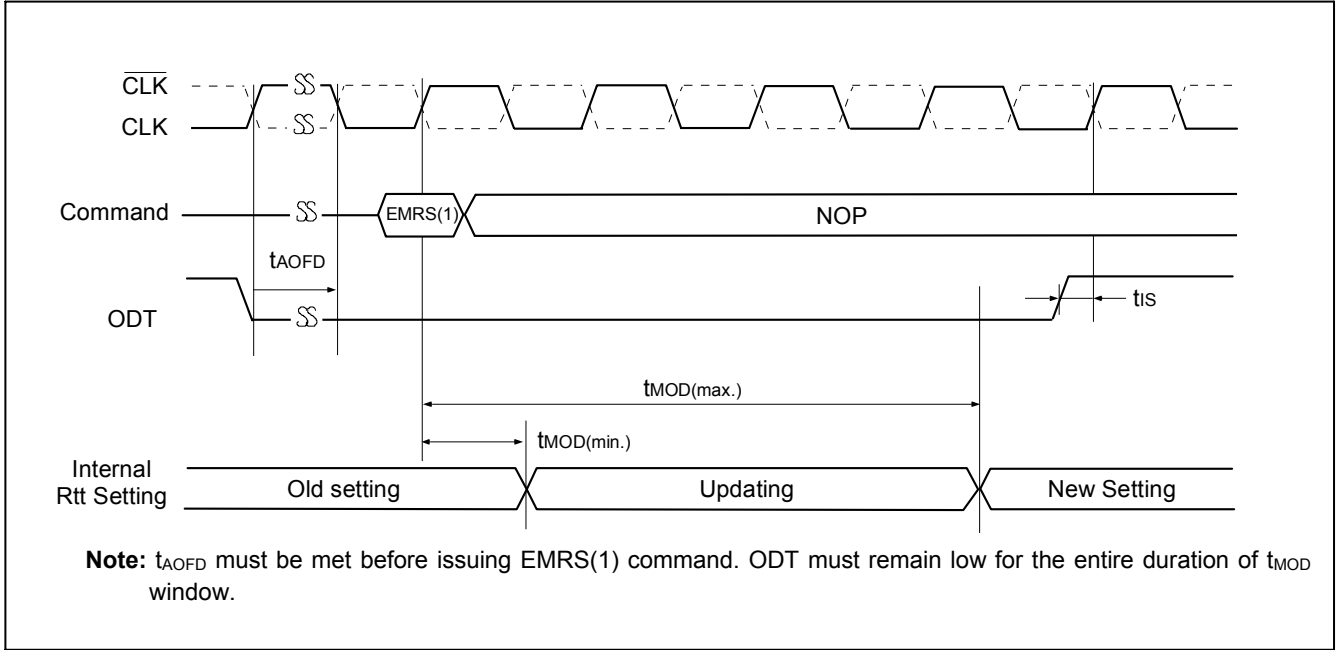 CLK
CLK
Command
EMRS(1)
NOP
tAOFD
ODT
tIS
tMOD(max.)
tMOD(min.)
Internal
Rtt Setting
Old setting
Updating
New Setting
Note: tAOFD must be met before issuing EMRS(1) command. ODT must remain low for the entire duration of tMOD
window.